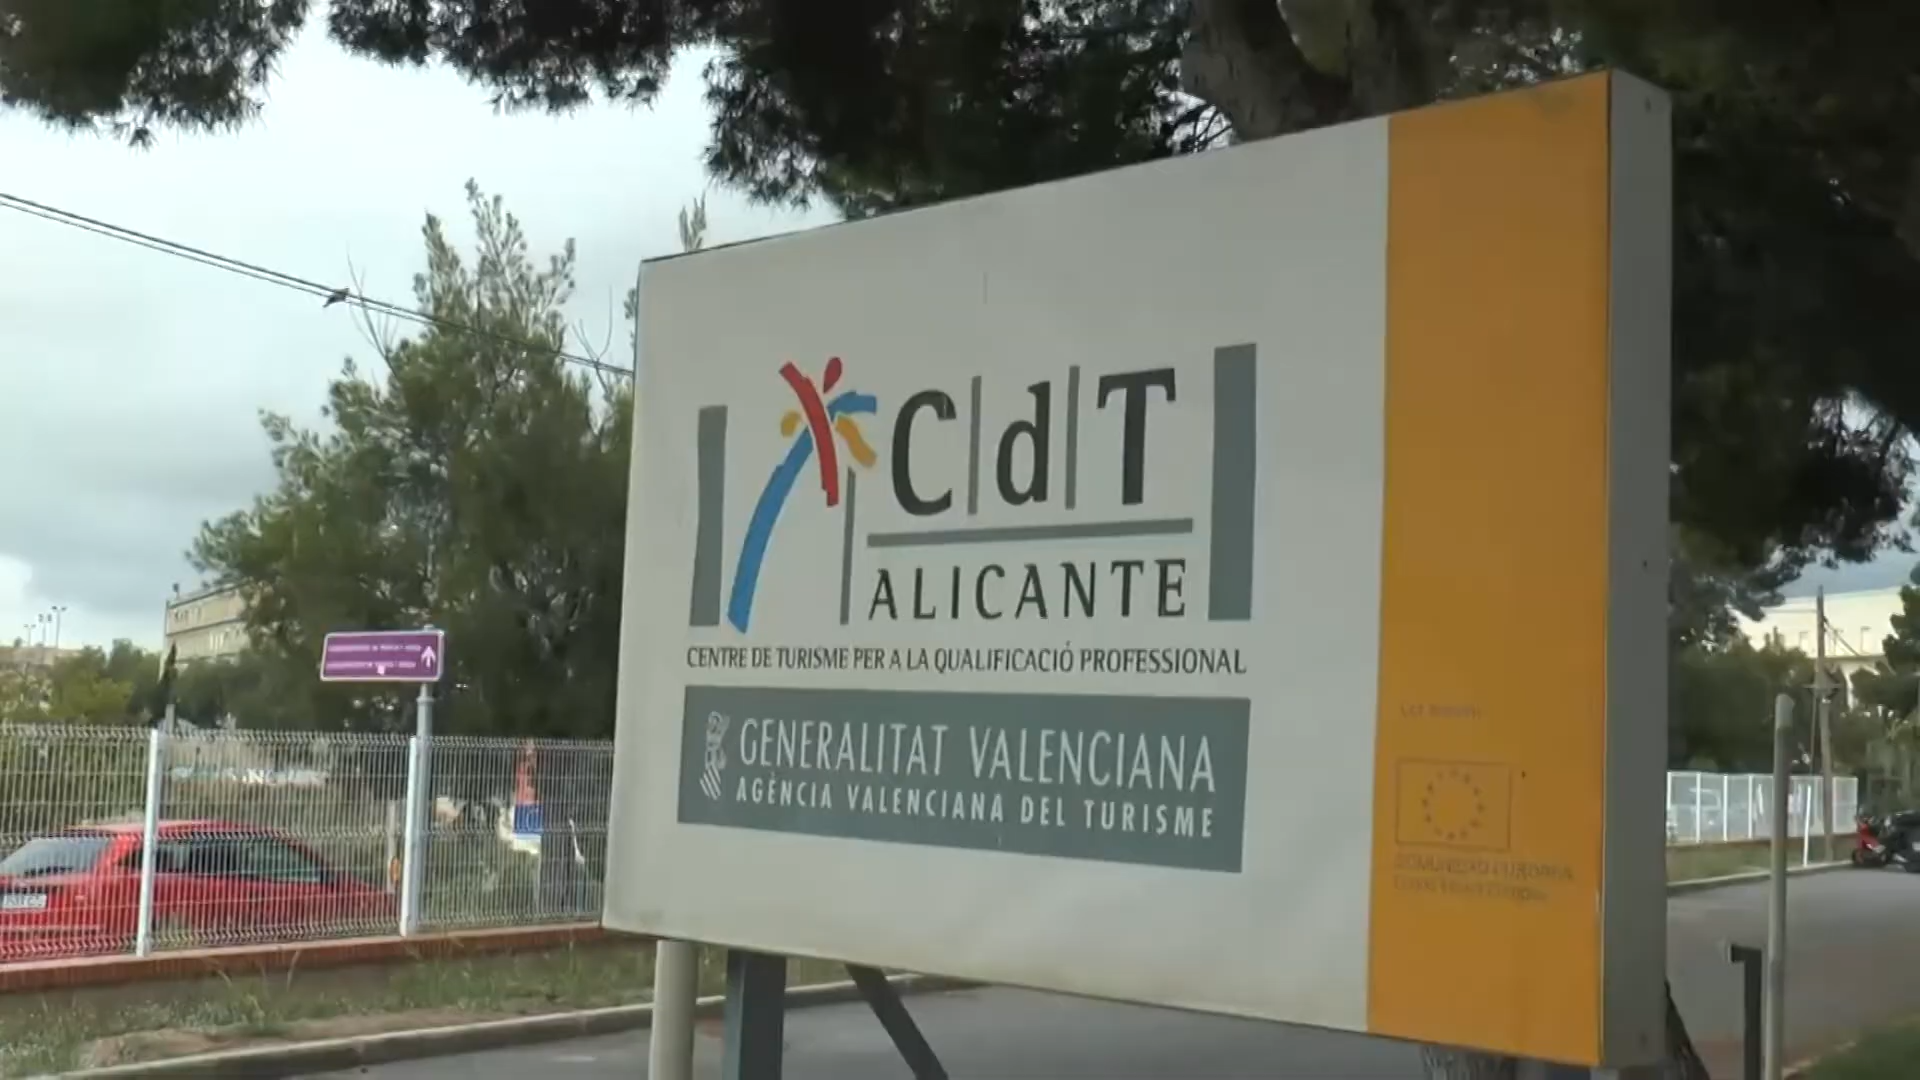 CdT
ALICANTE
CENTRE DE TURISME PER A LA QUALIFICACIÓ PROFESSIONAL
GENERALITAT VALENCIANA
AGÈNCIA VALENCIANA DEL TURISME